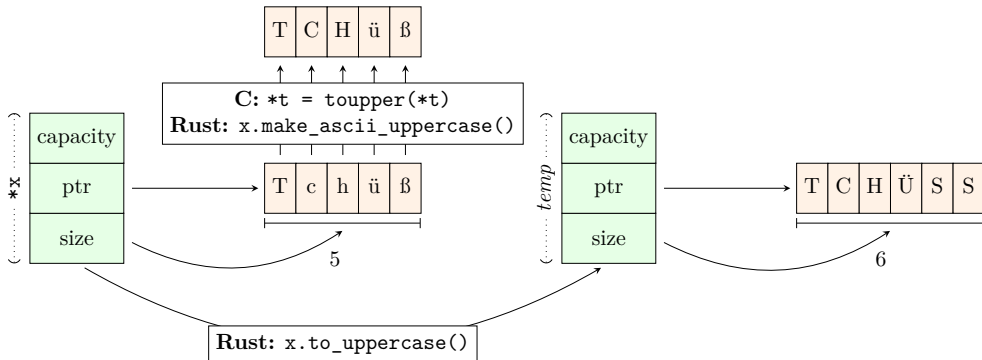 T C H ü ß
C: *t = toupper(*t)
Rust: x.make_ascii_uppercase()
*x
capacity
ptr
size
T c h ü ß
5
temp
capacity
ptr
size
T C H Ü S S
6
Rust: x.to_uppercase()